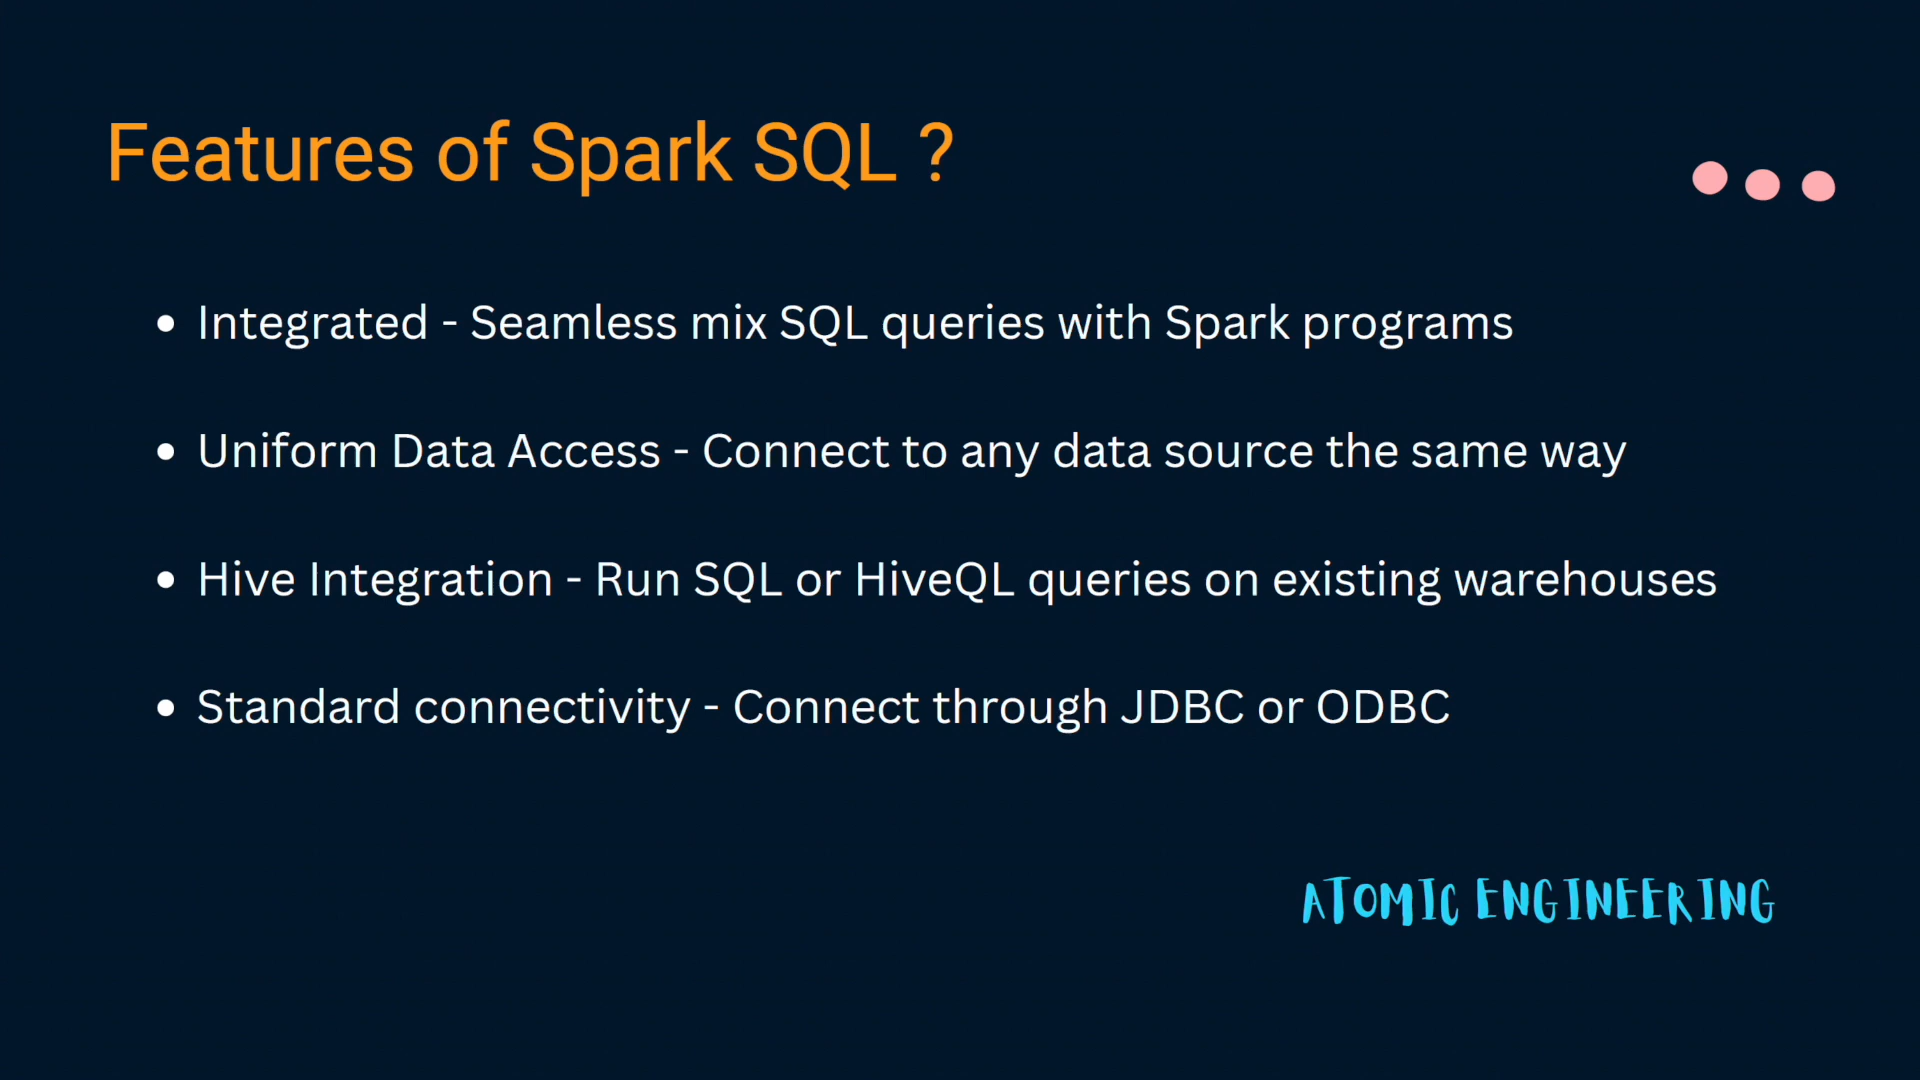 Features of Spark SQL ?
• Integrated - Seamless mix SQL queries with Spark programs
• Uniform Data Access - Connect to any data source the same way
• Hive Integration - Run SQL or HiveQL queries on existing warehouses
• Standard connectivity - Connect through JDBC or ODBC
ATOMIC ENGINEERING